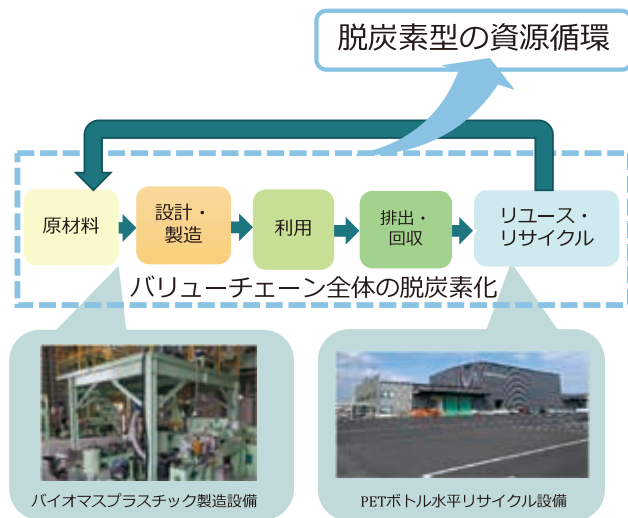 脱炭素型の資源循環
原材料
設計・
製造
利用
排出・
回収
リユース・
リサイクル
バリューチェーン全体の脱炭素化
バイオマスプラスチック製造設備
PETボトル水平リサイクル設備